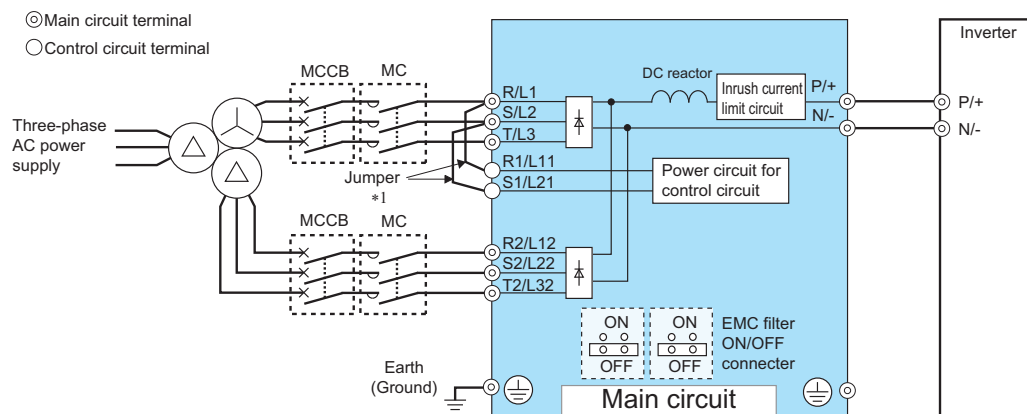 Main circuit terminal
Control circuit terminal
Inverter
MCCB
MC
DC reactor
Inrush current
limit circuit
P/+
N/-
P/+
N/-
R/L1
S/L2
T/L3
R1/L11
S1/L21
Three-phase
AC power
supply
Jumper
*1
Power circuit for
control circuit
MCCB
MC
R2/L12
S2/L22
T2/L32
ON
OFF
ON
OFF
EMC filter
ON/OFF
connecter
Earth
(Ground)
Main circuit